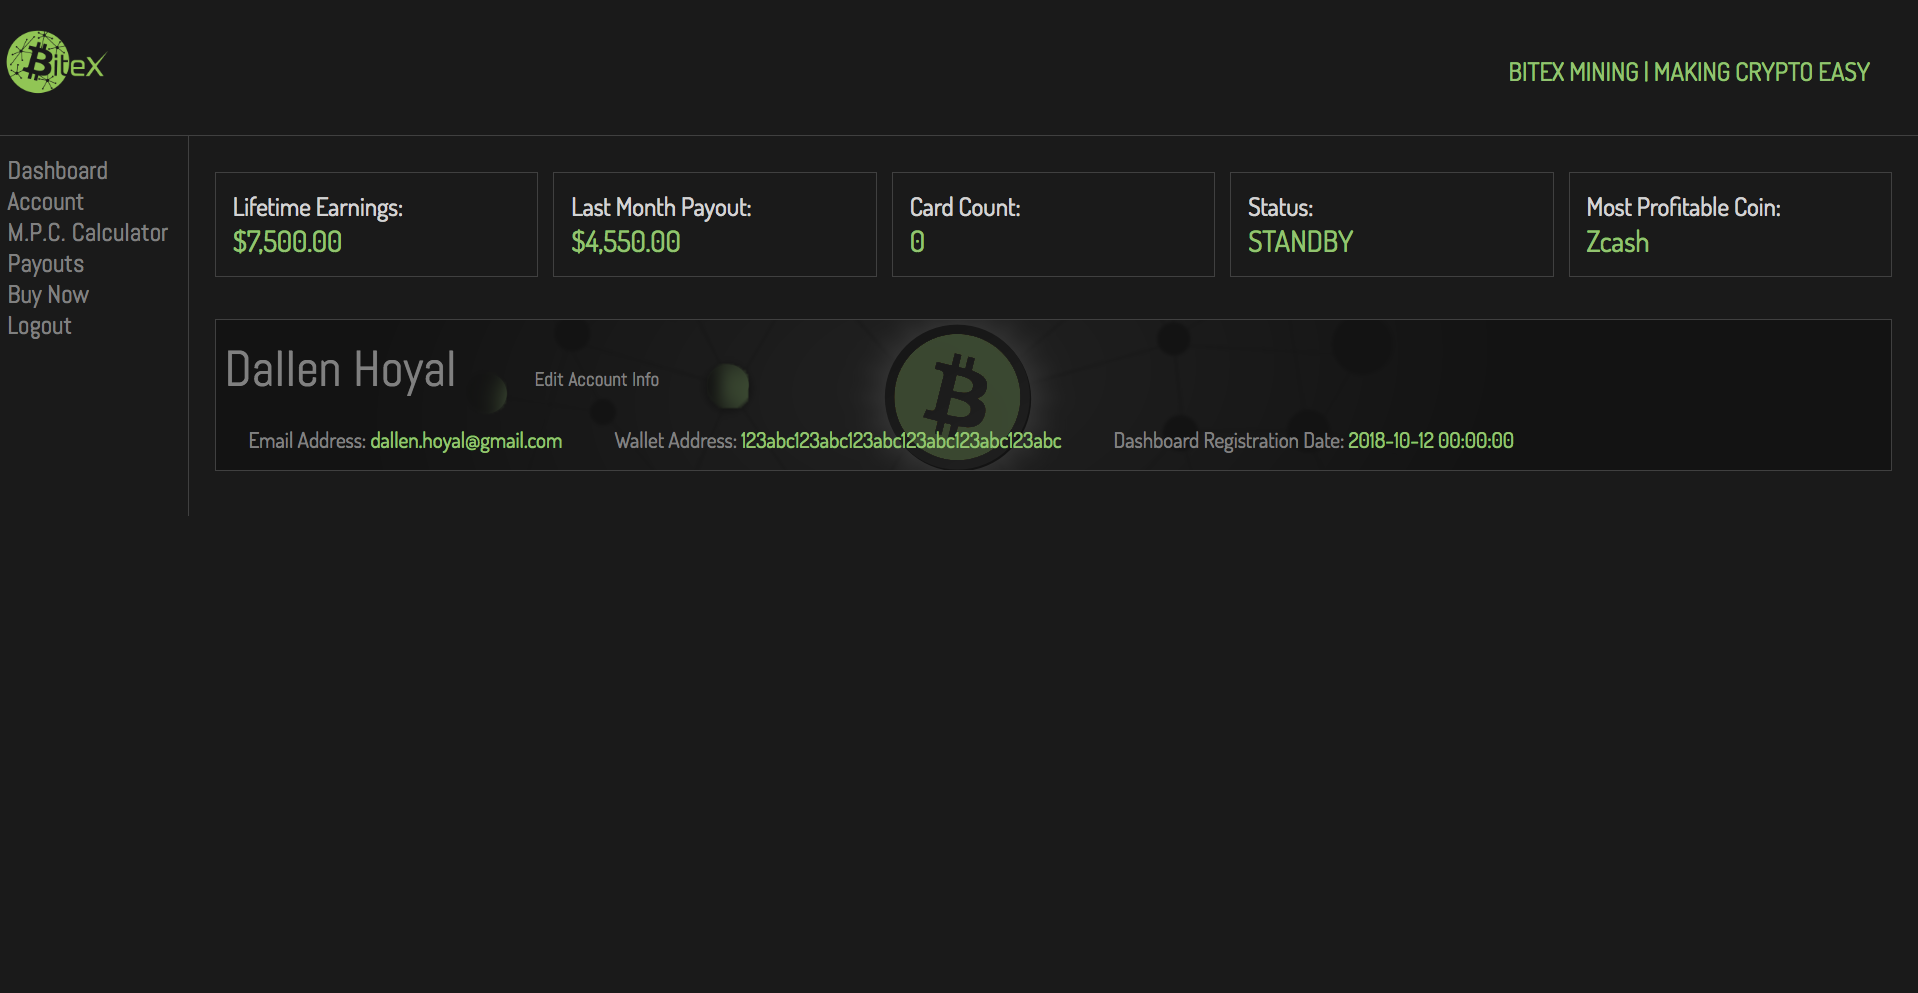 BiteX
BITEX MINING | MAKING CRYPTO EASY
Dashboard
Account
M.P.C. Calculator
Payouts
Buy Now
Logout
Lifetime Earnings:
$7,500.00
Last Month Payout:
$4,550.00
Card Count:
0
Status:
STANDBY
Most Profitable Coin:
Zcash
Dallen Hoyal
Edit Account Info
Email Address: dallen.hoyal@gmail.com
Wallet Address: 123abc123abc123abc123abc123abc123abc
Dashboard Registration Date: 2018-10-12 00:00:00